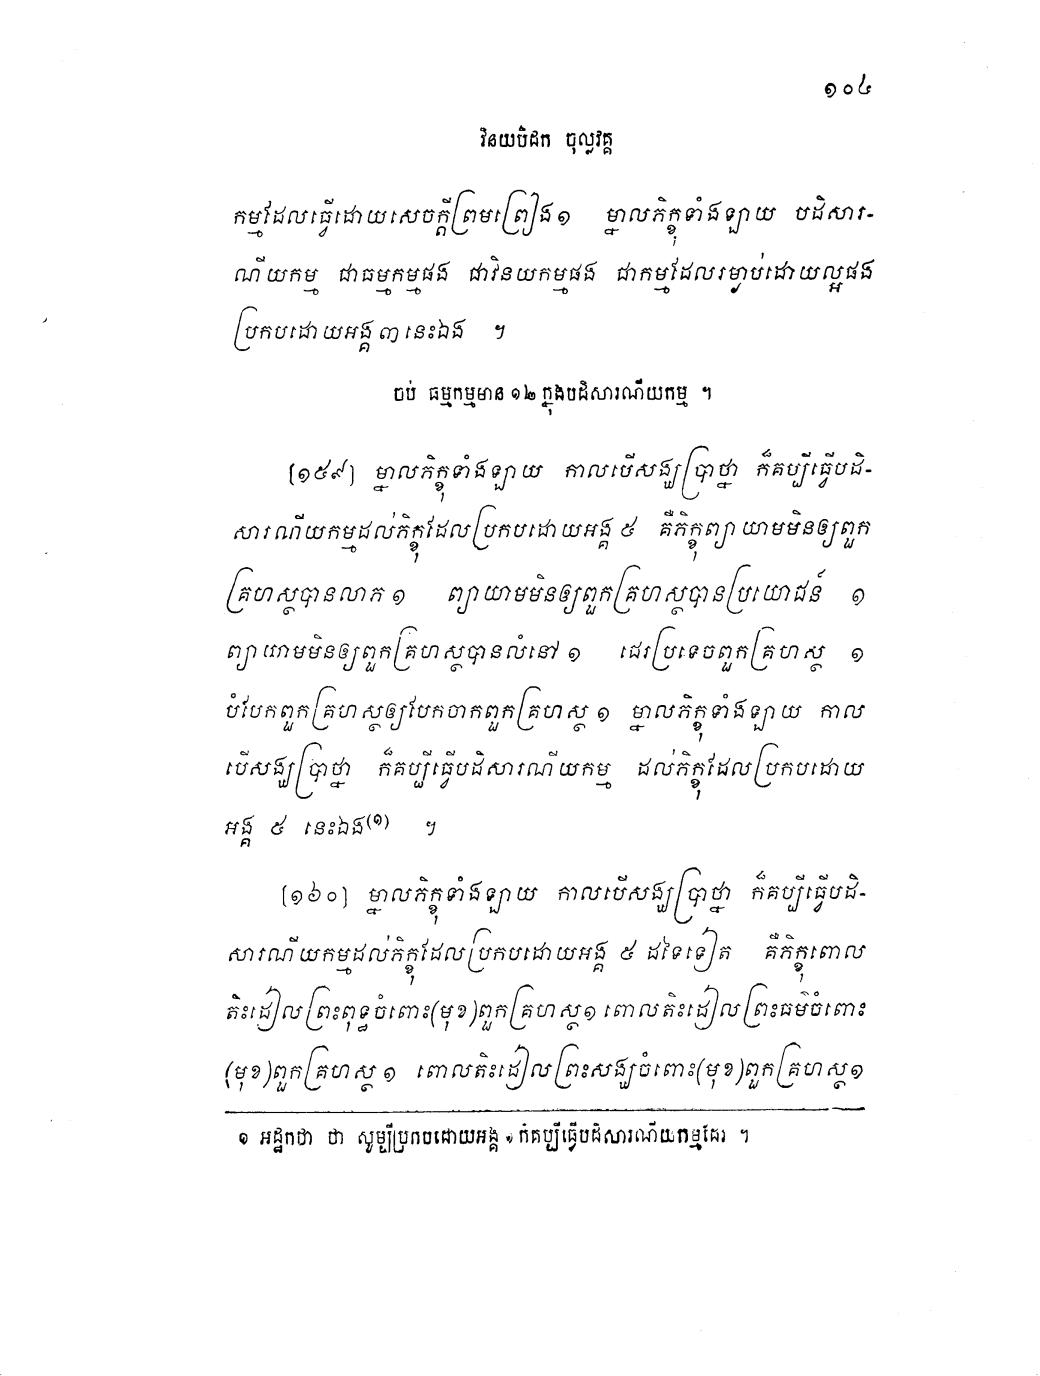 ១០៤
វិនយបិដក ចុល្លវគ្គ
កម្មដែលធ្វើដោយសេចក្តីព្រមព្រៀង១ ម្នាលភិក្ខុទាំងឡាយ បដិសារ-
ណីយកម្ម ជាធម្មកម្មផង ជាវិនយកម្មផង ជាកម្មដែលរម្ងាប់ដោយល្អផង
ប្រកបដោយអង្គ ៣ នេះឯង ។
ចប់ ធម្មកម្មមាន ១២ ក្នុងបដិសារណីយកម្ម ។
[១៥៩] ម្នាលភិក្ខុទាំងឡាយ កាលបើសង្ឃប្រាថ្នា ក៏គប្បីធ្វើបដិ-
សារណីយកម្មដល់ភិក្ខុដែលប្រកបដោយអង្គ ៥ គឺភិក្ខុព្យាយាមមិនឲ្យពួក
គ្រហស្ថបានលាភ ១ ព្យាយាមមិនឲ្យពួកគ្រហស្ថបានប្រយោជន៍ ១
ព្យាយាមមិនឲ្យពួកគ្រហស្ថបានលំនៅ ១ ជេរប្រទេចពួកគ្រហស្ថ ១
បំបែកពួកគ្រហស្ថឲ្យបែកចាកពួកគ្រហស្ថ ១ ម្នាលភិក្ខុទាំងឡាយ កាល
បើសង្ឃប្រាថ្នា ក៏គប្បីធ្វើបដិសារណីយកម្ម ដល់ភិក្ខុដែលប្រកបដោយ
អង្គ ៥ នេះឯង(១) ។
[១៦០] ម្នាលភិក្ខុទាំងឡាយ កាលបើសង្ឃប្រាថ្នា ក៏គប្បីធ្វើបដិ-
សារណីយកម្មដល់ភិក្ខុដែលប្រកបដោយអង្គ ៥ ដទៃទៀត គឺភិក្ខុពោល
តិះដៀលព្រះពុទ្ធចំពោះ(មុខ)ពួកគ្រហស្ថ១ ពោលតិះដៀលព្រះធម៌ចំពោះ
(មុខ)ពួកគ្រហស្ថ ១ ពោលតិះដៀលព្រះសង្ឃចំពោះ(មុខ)ពួកគ្រហស្ថ១
១ អដ្ឋកថា ថា សូម្បីប្រកបដោយអង្គ ១ ក៏គប្បីធ្វើបដិសារណីយកម្មដែរ ។